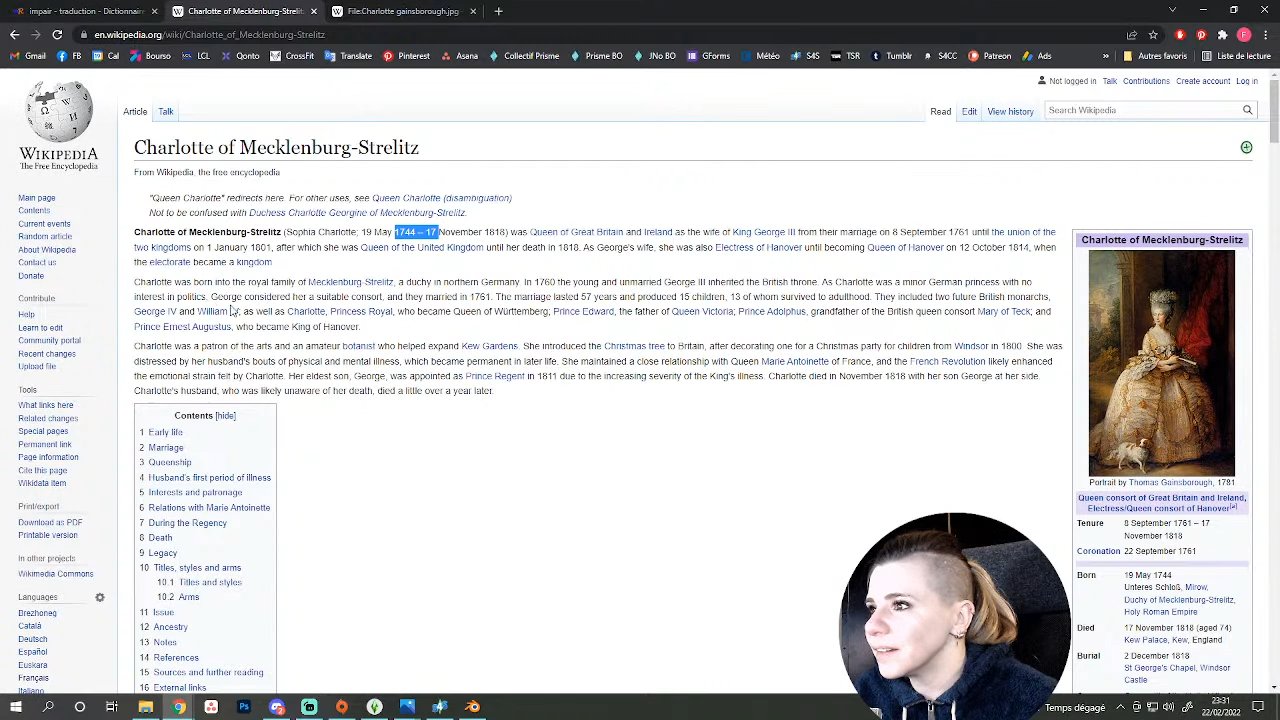 impair - traduction - Dictionnaire
Charlotte of Mecklenburg-Strelitz
File:Charlotte gainsborough.jpg -
en.wikipedia.org/wiki/Charlotte_of_Mecklenburg-Strelitz
Gmail FB Cal Bourso LCL Qonto CrossFit Translate Pinterest Asana Collectif Prisme Prisme BO JNo BO GForms Météo S4S TSR Tumblr S4CC Patreon Ads » Autres favoris Liste de lecture
Not logged in Talk Contributions Create account Log in
Article Talk Read Edit View history Search Wikipedia
WIKIPEDIA
The Free Encyclopedia
Main page
Contents
Current events
Random article
About Wikipedia
Contact us
Donate
Contribute
Help
Learn to edit
Community portal
Recent changes
Upload file
Tools
What links here
Related changes
Special pages
Permanent link
Page information
Cite this page
Wikidata item
Print/export
Download as PDF
Printable version
In other projects
Wikimedia Commons
Languages
Brezhoneg
Català
Deutsch
Español
Euskara
Français
Italiano
Charlotte of Mecklenburg-Strelitz
From Wikipedia, the free encyclopedia
"Queen Charlotte" redirects here. For other uses, see Queen Charlotte (disambiguation)
Not to be confused with Duchess Charlotte Georgine of Mecklenburg-Strelitz.
Charlotte of Mecklenburg-Strelitz (Sophia Charlotte; 19 May 1744 – 17 November 1818) was Queen of Great Britain and Ireland as the wife of King George III from their marriage on 8 September 1761 until the union of the
two kingdoms on 1 January 1801, after which she was Queen of the United Kingdom until her death in 1818. As George's wife, she was also Electress of Hanover until becoming Queen of Hanover on 12 October 1814, when
the electorate became a kingdom.
Charlotte was born into the royal family of Mecklenburg-Strelitz, a duchy in northern Germany. In 1760 the young and unmarried George III inherited the British throne. As Charlotte was a minor German princess with no
interest in politics, George considered her a suitable consort, and they married in 1761. The marriage lasted 57 years and produced 15 children, 13 of whom survived to adulthood. They included two future British monarchs,
George IV and William IV; as well as Charlotte, Princess Royal, who became Queen of Württemberg; Prince Edward, the father of Queen Victoria; Prince Adolphus, grandfather of the British queen consort Mary of Teck; and
Prince Ernest Augustus, who became King of Hanover.
Charlotte was a patron of the arts and an amateur botanist who helped expand Kew Gardens. She introduced the Christmas tree to Britain, after decorating one for a Christmas party for children from Windsor in 1800. She was
distressed by her husband's bouts of physical and mental illness, which became permanent in later life. She maintained a close relationship with Queen Marie Antoinette of France, and the French Revolution likely enhanced
the emotional strain felt by Charlotte. Her eldest son, George, was appointed as Prince Regent in 1811 due to the increasing severity of the King's illness. Charlotte died in November 1818 with her son George at her side.
Charlotte's husband, who was likely unaware of her death, died a little over a year later.
Contents [hide]
1 Early life
2 Marriage
3 Queenship
4 Husband's first period of illness
5 Interests and patronage
6 Relations with Marie Antoinette
7 During the Regency
8 Death
9 Legacy
10 Titles, styles and arms
10.1 Titles and styles
10.2 Arms
11 Issue
12 Ancestry
13 Notes
14 References
15 Sources and further reading
16 External links
Charlotte of Mecklenburg-Strelitz
Portrait by Thomas Gainsborough, 1781
Queen consort of Great Britain and Ireland,
Electress/Queen consort of Hanover[a]
Tenure 8 September 1761 – 17
November 1818
Coronation 22 September 1761
Born 19 May 1744
Unteres Schloß, Mirow,
Duchy of Mecklenburg-Strelitz,
Holy Roman Empire
Died 17 November 1818 (aged 74)
Kew Palace, Kew, England
Burial 2 December 1818
St George's Chapel, Windsor
Castle
Temps dégagé
23:31
22/02/2022